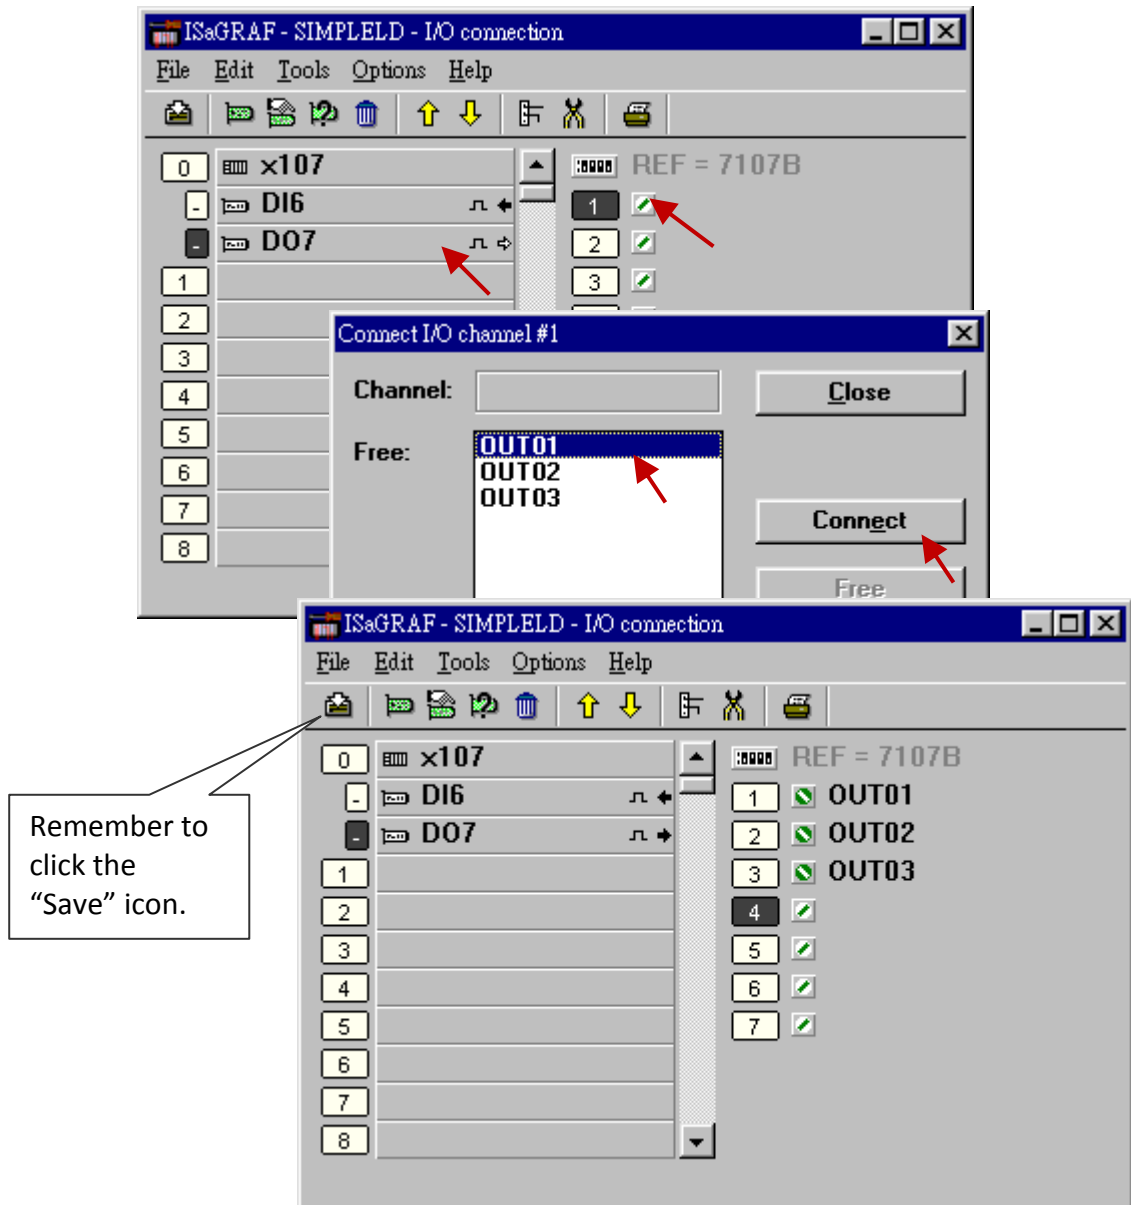 ISaGRAF - SIMPLELD - I/O connection
File Edit Tools Options Help
0 x107
- DI6
- DO7
1
2
3
4
5
6
7
8
REF = 7107B
1
2
3
Connect I/O channel #1
Channel:
Close
Free:
OUT01
OUT02
OUT03
Connect
Free
ISaGRAF - SIMPLELD - I/O connection
File Edit Tools Options Help
0 x107
- DI6
- DO7
1
2
3
4
5
6
7
8
REF = 7107B
1 OUT01
2 OUT02
3 OUT03
4
5
6
7
Remember to
click the
“Save” icon.